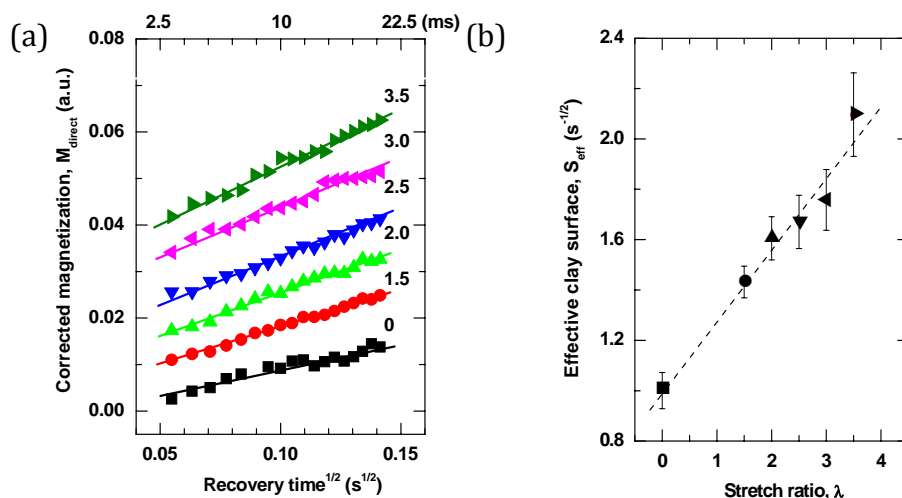 (a)
2.5 10 22.5 (ms)
0.08
0.06
0.04
0.02
0.00
Corrected magnetization, M_direct (a.u.)
3.5
3.0
2.5
2.0
1.5
0
0.05 0.10 0.15
Recovery time^1/2 (s^1/2)
(b)
2.4
2.0
1.6
1.2
0.8
Effective clay surface, S_eff (s^-1/2)
0 1 2 3 4
Stretch ratio, λ